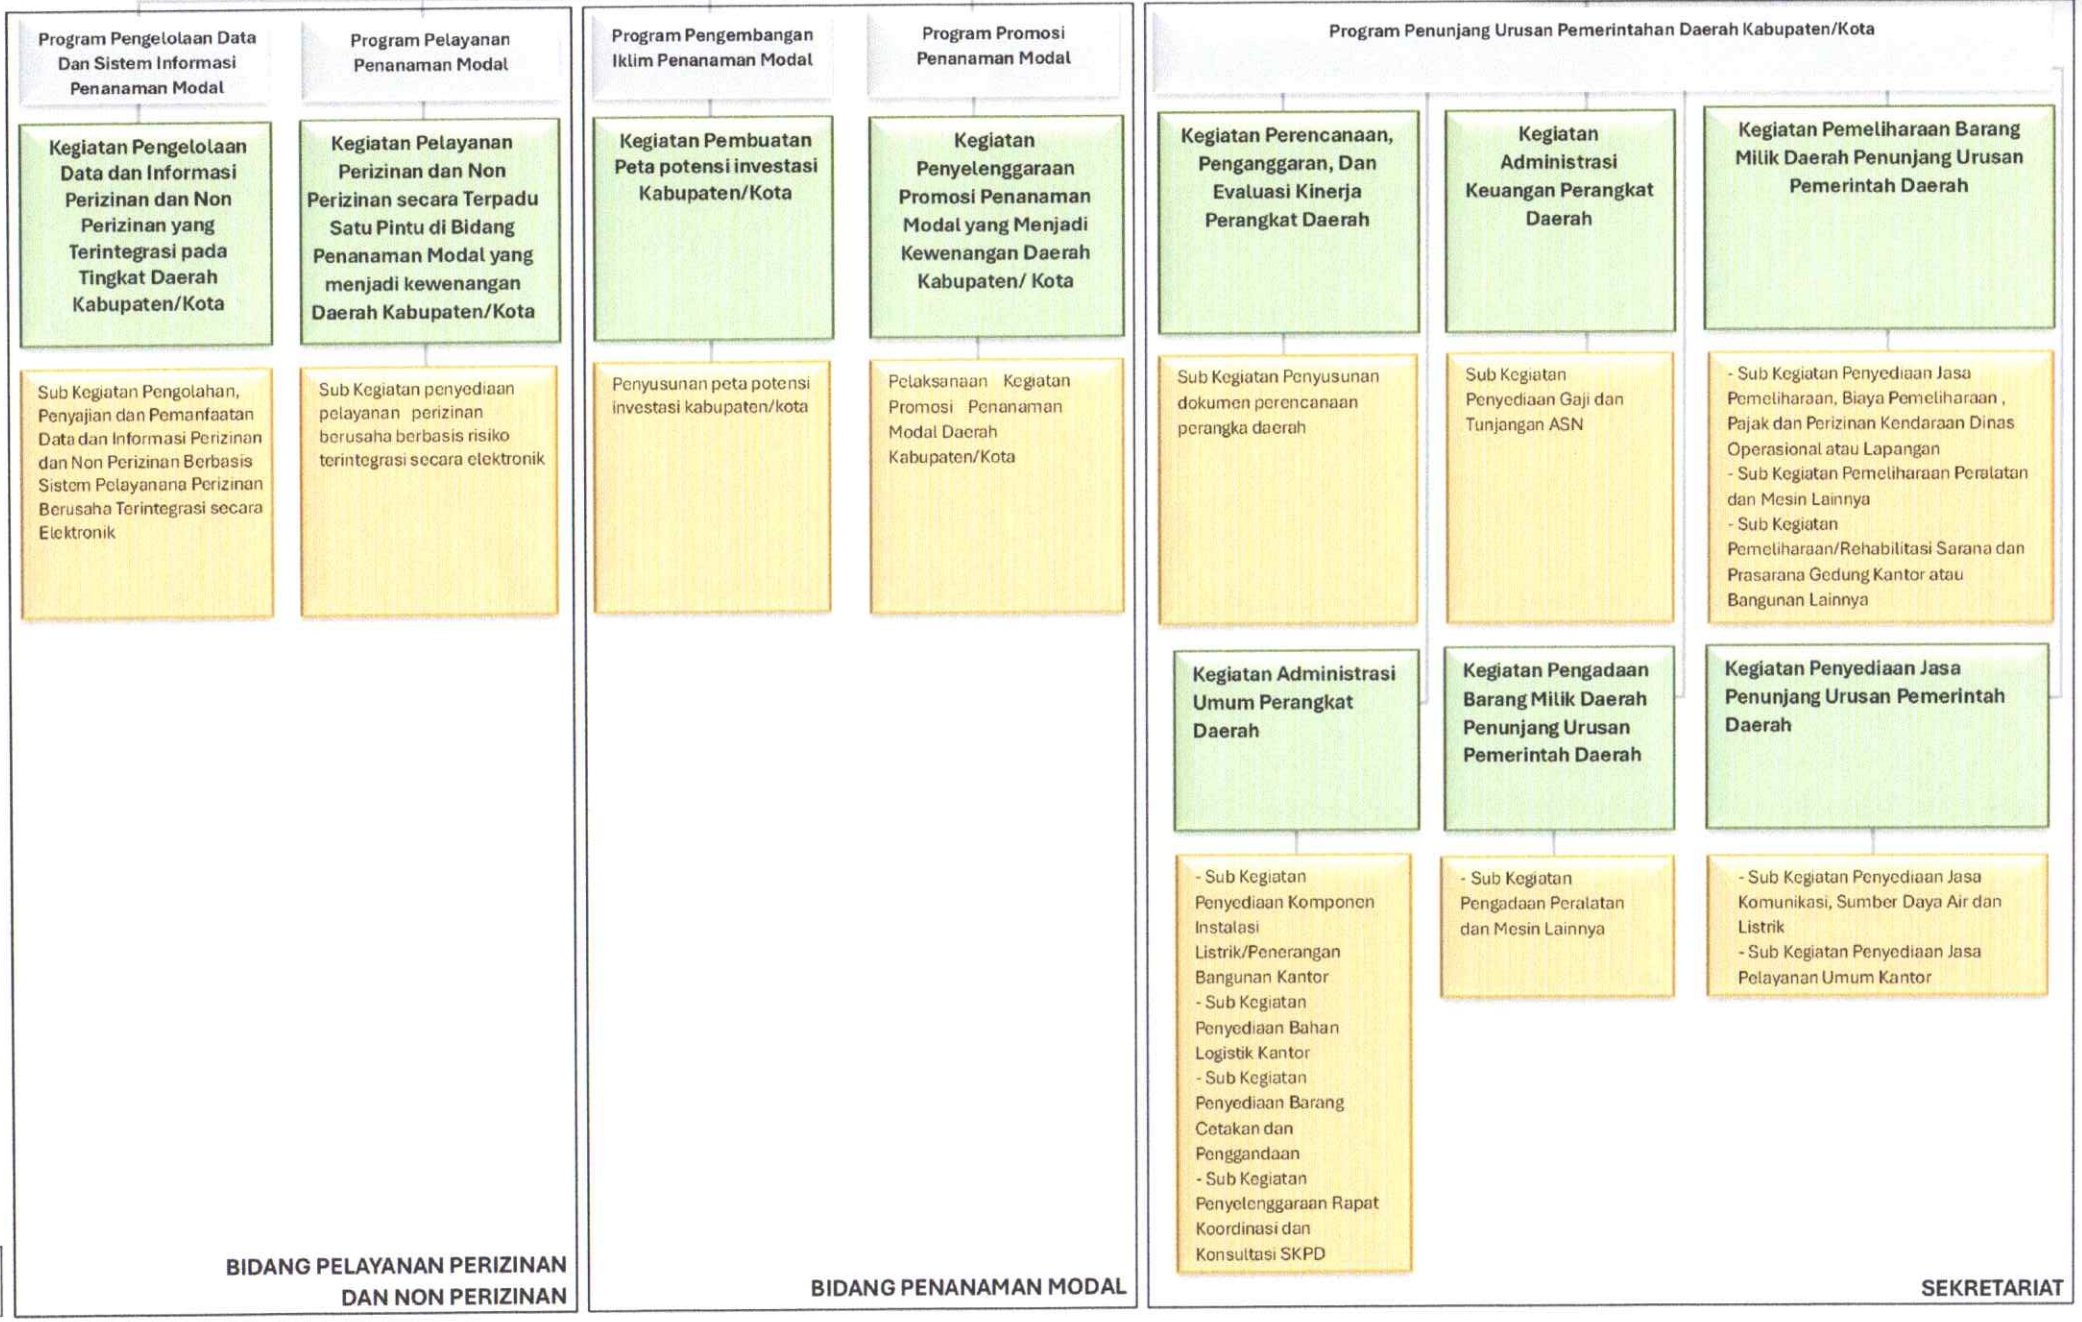 Program Pengelolaan Data
Dan Sistem Informasi
Penanaman Modal
Kegiatan Pengelolaan
Data dan Informasi
Perizinan dan Non
Perizinan yang
Terintegrasi pada
Tingkat Daerah
Kabupaten/Kota
Sub Kegiatan Pengolahan,
Penyajian dan Pemanfaatan
Data dan Informasi Perizinan
dan Non Perizinan Berbasis
Sistem Pelayanana Perizinan
Berusaha Terintegrasi secara
Elektronik
Program Pelayanan
Penanaman Modal
Kegiatan Pelayanan
Perizinan dan Non
Perizinan secara Terpadu
Satu Pintu di Bidang
Penanaman Modal yang
menjadi kewenangan
Daerah Kabupaten/Kota
Sub Kegiatan penyediaan
pelayanan perizinan
berusaha berbasis risiko
terintegrasi secara elektronik
BIDANG PELAYANAN PERIZINAN
DAN NON PERIZINAN
Program Pengembangan
Iklim Penanaman Modal
Kegiatan Pembuatan
Peta potensi investasi
Kabupaten/Kota
Penyusunan peta potensi
investasi kabupaten/kota
Program Promosi
Penanaman Modal
Kegiatan
Penyelenggaraan
Promosi Penanaman
Modal yang Menjadi
Kewenangan Daerah
Kabupaten/ Kota
Pelaksanaan Kegiatan
Promosi Penanaman
Modal Daerah
Kabupaten/Kota
BIDANG PENANAMAN MODAL
Program Penunjang Urusan Pemerintahan Daerah Kabupaten/Kota
Kegiatan Perencanaan,
Penganggaran, Dan
Evaluasi Kinerja
Perangkat Daerah
Sub Kegiatan Penyusunan
dokumen perencanaan
perangka daerah
Kegiatan
Administrasi
Keuangan Perangkat
Daerah
Sub Kegiatan
Penyediaan Gaji dan
Tunjangan ASN
Kegiatan Pemeliharaan Barang
Milik Daerah Penunjang Urusan
Pemerintah Daerah
- Sub Kegiatan Penyediaan Jasa
Pemeliharaan, Biaya Pemeliharaan ,
Pajak dan Perizinan Kendaraan Dinas
Operasional atau Lapangan
- Sub Kegiatan Pemeliharaan Peralatan
dan Mesin Lainnya
- Sub Kegiatan
Pemeliharaan/Rehabilitasi Sarana dan
Prasarana Gedung Kantor atau
Bangunan Lainnya
Kegiatan Administrasi
Umum Perangkat
Daerah
- Sub Kegiatan
Penyediaan Komponen
Instalasi
Listrik/Penerangan
Bangunan Kantor
- Sub Kegiatan
Penyediaan Bahan
Logistik Kantor
- Sub Kegiatan
Penyediaan Barang
Cetakan dan
Penggandaan
- Sub Kegiatan
Penyelenggaraan Rapat
Koordinasi dan
Konsultasi SKPD
Kegiatan Pengadaan
Barang Milik Daerah
Penunjang Urusan
Pemerintah Daerah
- Sub Kegiatan
Pengadaan Peralatan
dan Mesin Lainnya
Kegiatan Penyediaan Jasa
Penunjang Urusan Pemerintah
Daerah
- Sub Kegiatan Penyediaan Jasa
Komunikasi, Sumber Daya Air dan
Listrik
- Sub Kegiatan Penyediaan Jasa
Pelayanan Umum Kantor
SEKRETARIAT